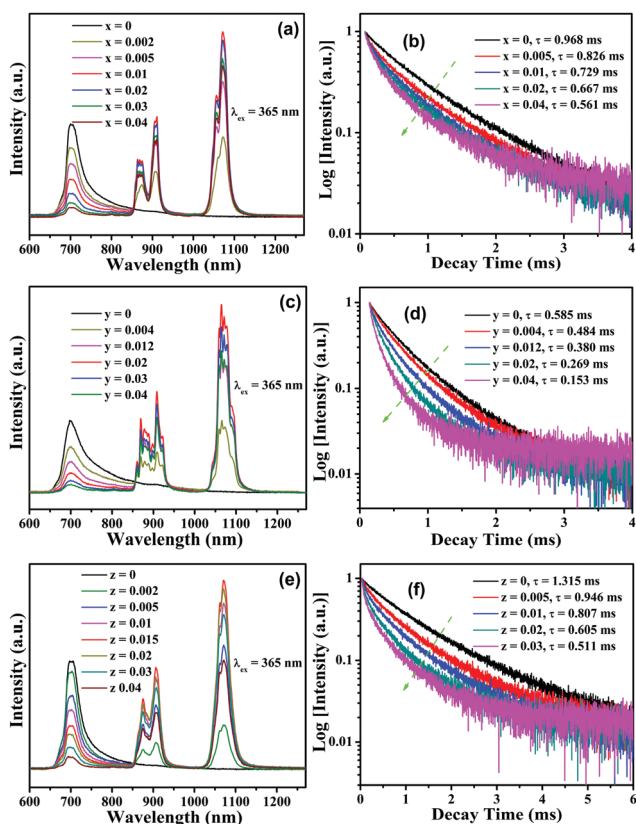 (a)
x = 0
x = 0.002
x = 0.005
x = 0.01
x = 0.02
x = 0.03
x = 0.04
λex = 365 nm
Intensity (a.u.)
600 700 800 900 1000 1100 1200
Wavelength (nm)
(b)
x = 0, τ = 0.968 ms
x = 0.005, τ = 0.826 ms
x = 0.01, τ = 0.729 ms
x = 0.02, τ = 0.667 ms
x = 0.04, τ = 0.561 ms
Log [Intensity (a.u.)]
1
0.1
0.01
0 1 2 3 4
Decay Time (ms)
(c)
y = 0
y = 0.004
y = 0.012
y = 0.02
y = 0.03
y = 0.04
λex = 365 nm
Intensity (a.u.)
600 700 800 900 1000 1100 1200
Wavelength (nm)
(d)
y = 0, τ = 0.585 ms
y = 0.004, τ = 0.484 ms
y = 0.012, τ = 0.380 ms
y = 0.02, τ = 0.269 ms
y = 0.04, τ = 0.153 ms
Log [Intensity (a.u.)]
1
0.1
0.01
0 1 2 3 4
Decay Time (ms)
(e)
z = 0
z = 0.002
z = 0.005
z = 0.01
z = 0.015
z = 0.02
z = 0.03
z 0.04
λex = 365 nm
Intensity (a.u.)
600 700 800 900 1000 1100 1200
Wavelength (nm)
(f)
z = 0, τ = 1.315 ms
z = 0.005, τ = 0.946 ms
z = 0.01, τ = 0.807 ms
z = 0.02, τ = 0.605 ms
z = 0.03, τ = 0.511 ms
Log [Intensity (a.u.)]
1
0.1
0.01
0 1 2 3 4 5 6
Decay Time (ms)